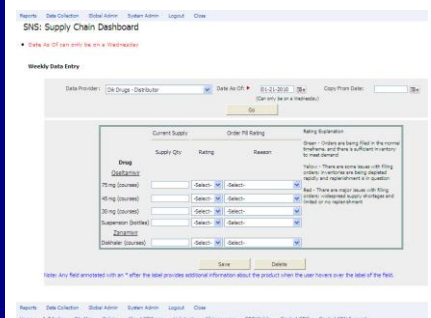 Reports Data Collection Global Admin System Admin Logout Close
SNS: Supply Chain Dashboard
Date As Of can only be on a Wednesday
Weekly Data Entry
Data Provider: Distributor Date As Of: 01-21-2010 Copy From Date:
(Can only be on a Wednesday)
Go
Current Supply Order Fill Rating Rating Explanation
Supply Qty Rating Reason
Green - Orders are being filled in the normal
timeframe, and there is sufficient inventory
to meet demand
Yellow - There are some issues with filling
orders; inventories are being depleted
rapidly and replenishment is in question
Red - There are major issues with filling
orders; widespread supply shortages and
limited or no replenishment
Drug
Oseltamivir
75 mg (courses) -Select- -Select-
45 mg (courses) -Select- -Select-
30 mg (courses) -Select- -Select-
Suspension (bottles) -Select- -Select-
Zanamivir
Diskhaler (courses) -Select- -Select-
Save Delete
Note: Any field annotated with an * after the label provides additional information about the product when the user hovers over the label of the field.
Reports Data Collection Global Admin System Admin Logout Close